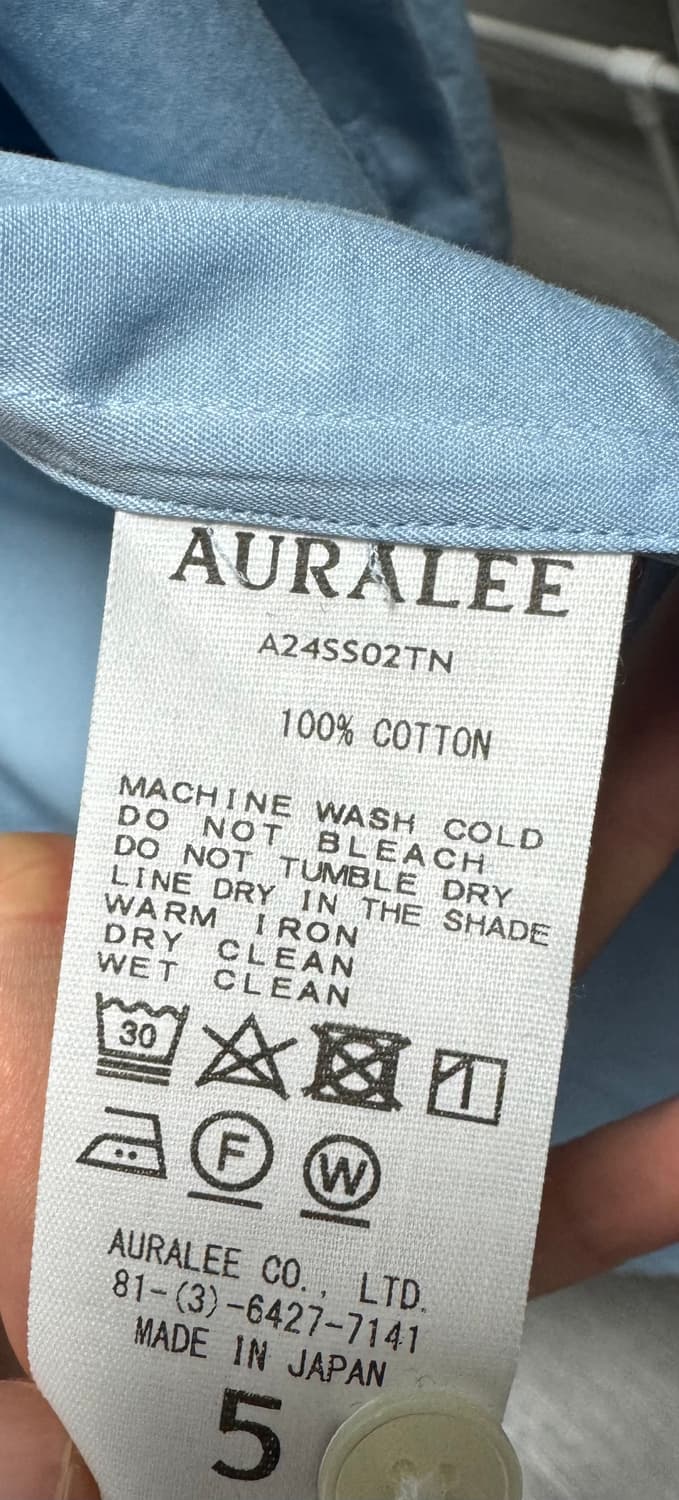 AURALEE
A24SS02TN
100% COTTON
MACHINE WASH COLD
DO NOT BLEACH
DO NOT TUMBLE DRY
LINE DRY IN THE SHADE
WARM IRON
DRY CLEAN
WET CLEAN
30
F W
AURALEE CO., LTD.
81-(3)-6427-7141
MADE IN JAPAN
5